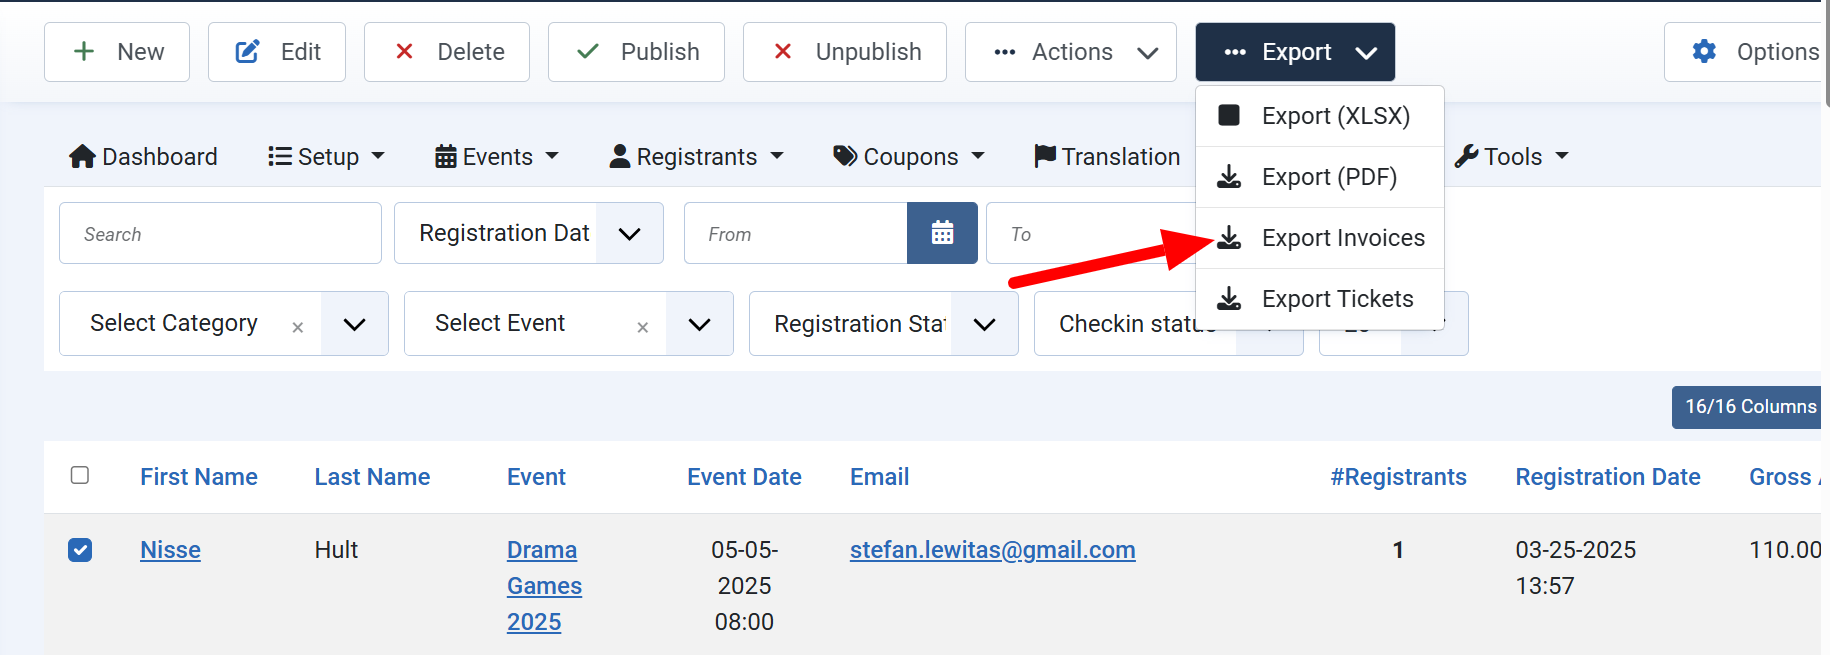 New Edit Delete Publish Unpublish Actions Export Options
Export (XLSX)
Dashboard Setup Events Registrants Coupons Translation Tools
Export (PDF)
Search Registration Dat From To
Export Invoices
Export Tickets
Select Category × Select Event × Registration Stat Checkin status
16/16 Columns
First Name Last Name Event Event Date Email #Registrants Registration Date Gross
Nisse Hult Drama 05-05- stefan.lewitas@gmail.com 1 03-25-2025 110.00
Games 2025 13:57
2025 08:00